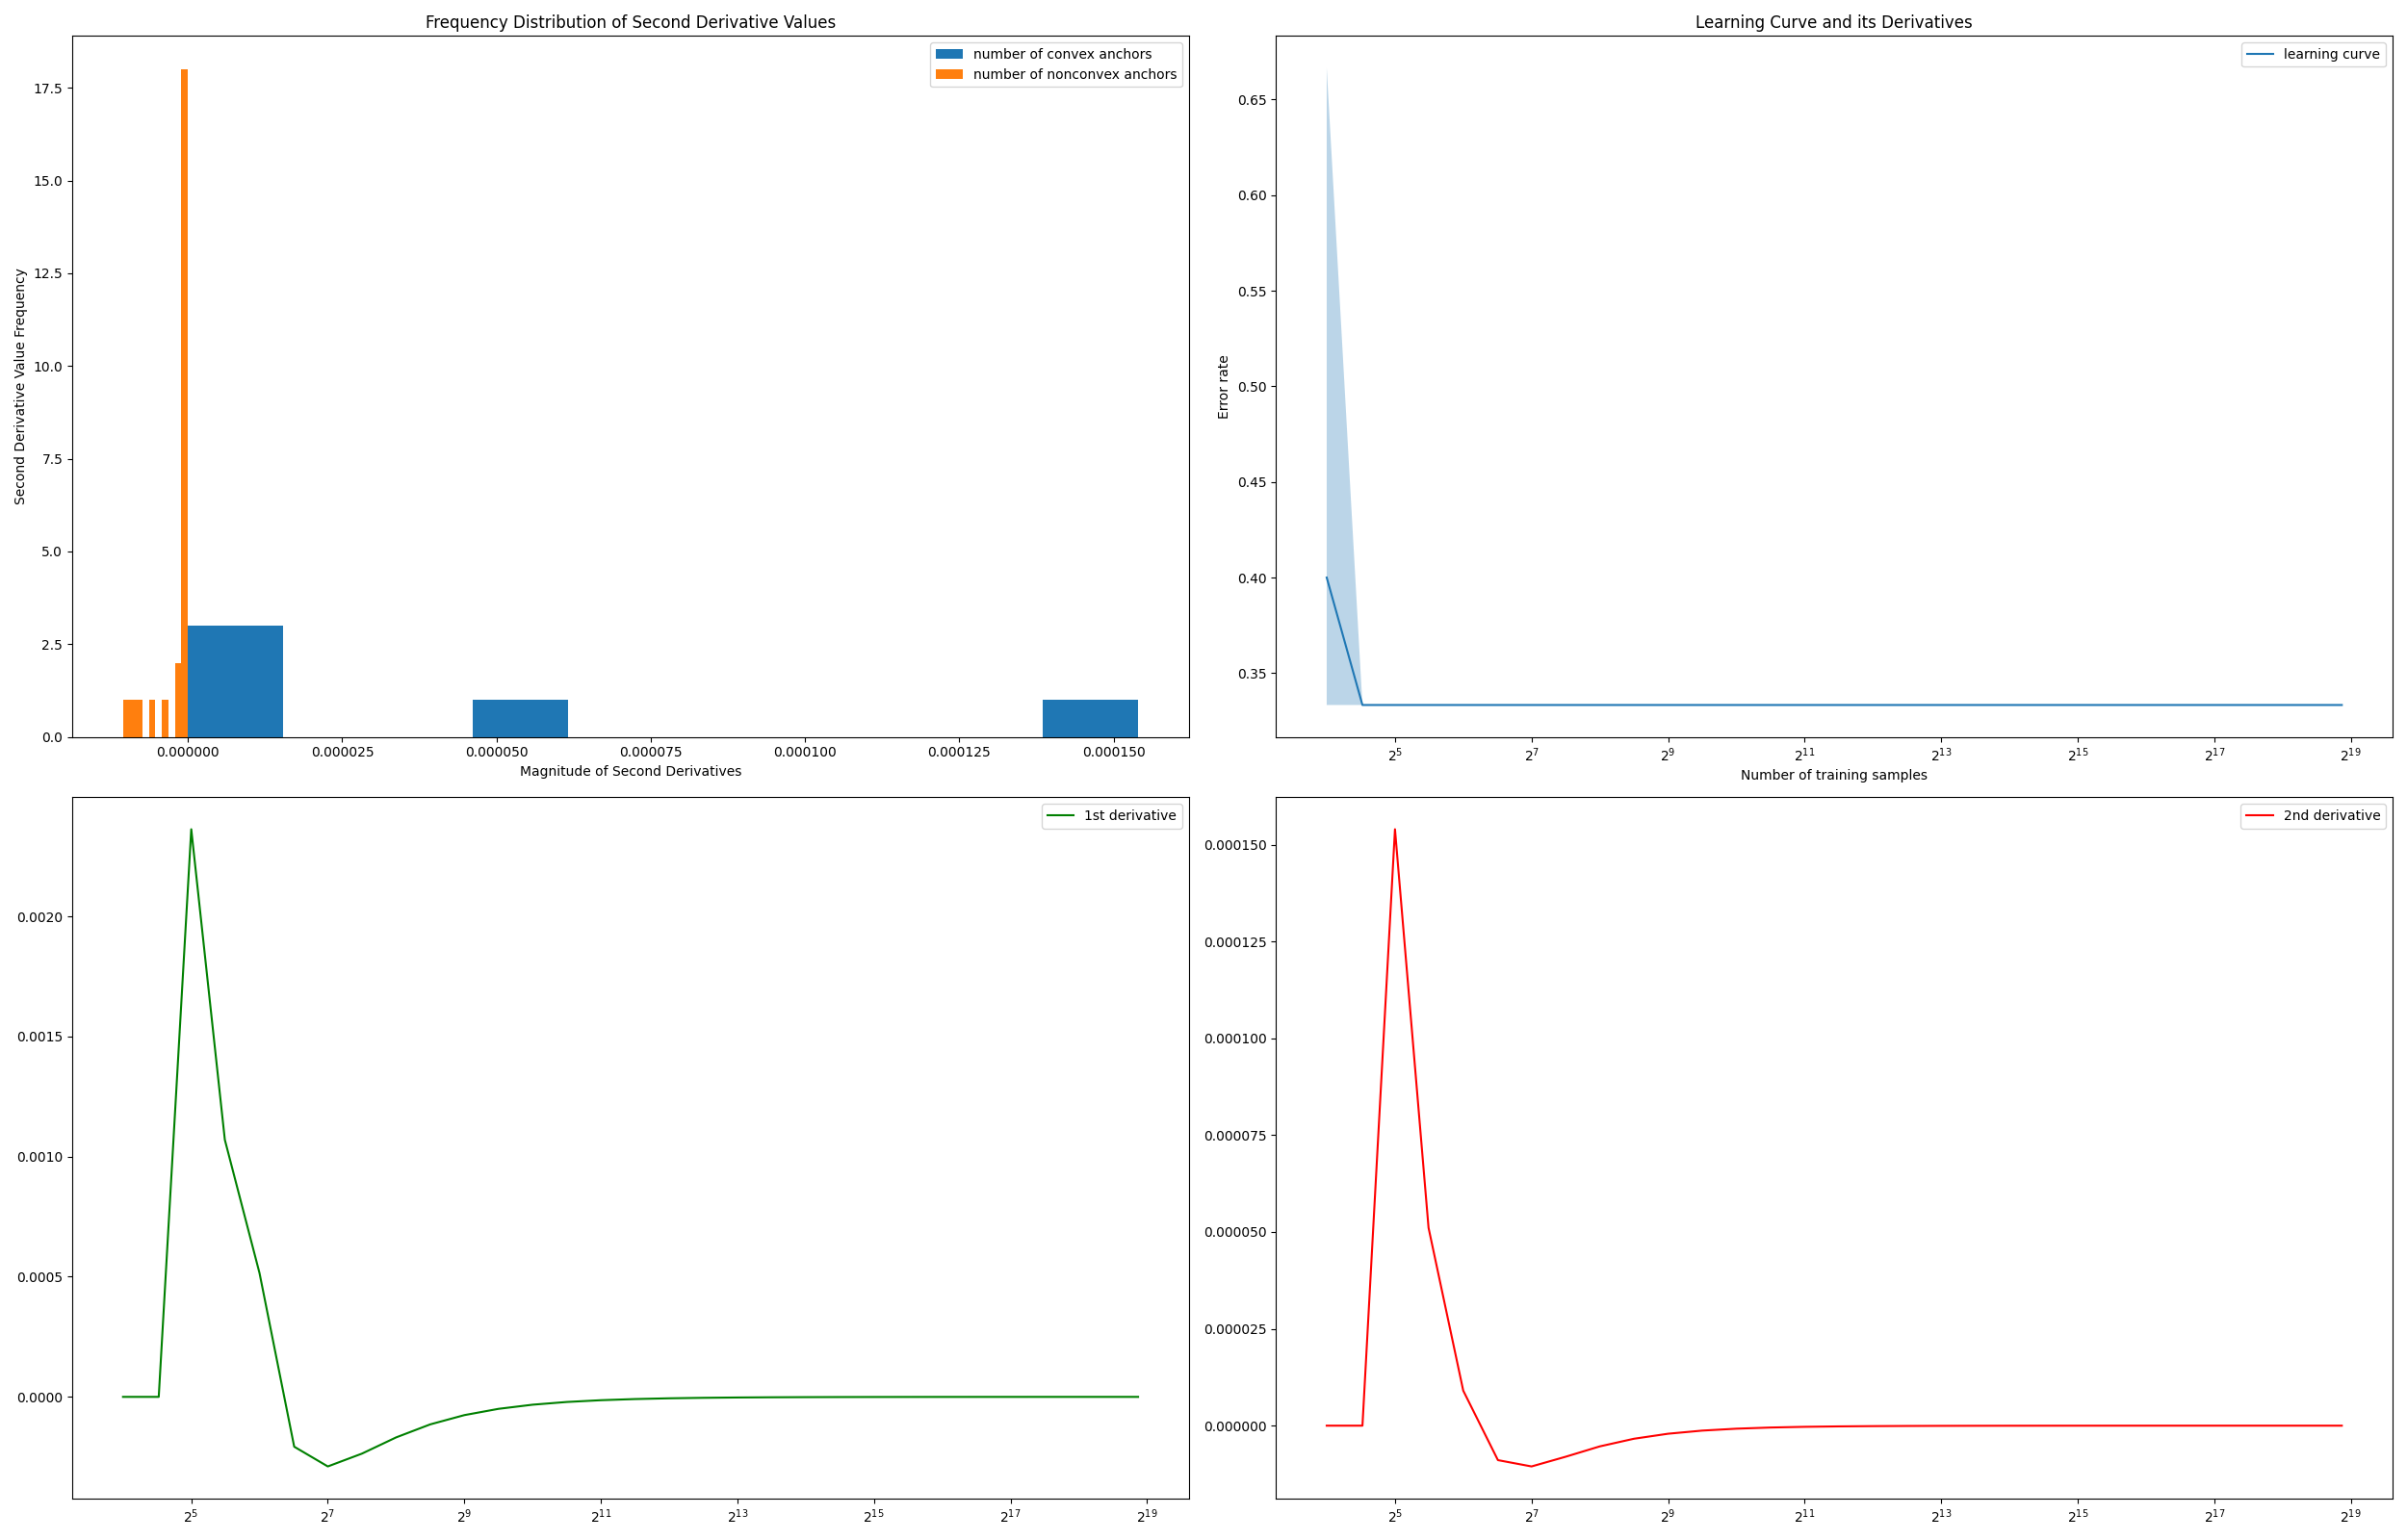 Frequency Distribution of Second Derivative Values
number of convex anchors
number of nonconvex anchors
Second Derivative Value Frequency
17.5
15.0
12.5
10.0
7.5
5.0
2.5
0.0
0.000000 0.000025 0.000050 0.000075 0.000100 0.000125 0.000150
Magnitude of Second Derivatives
Learning Curve and its Derivatives
learning curve
Error rate
0.65
0.60
0.55
0.50
0.45
0.40
0.35
2^5 2^7 2^9 2^11 2^13 2^15 2^17 2^19
Number of training samples
1st derivative
0.0020
0.0015
0.0010
0.0005
0.0000
2^5 2^7 2^9 2^11 2^13 2^15 2^17 2^19
2nd derivative
0.000150
0.000125
0.000100
0.000075
0.000050
0.000025
0.000000
2^5 2^7 2^9 2^11 2^13 2^15 2^17 2^19